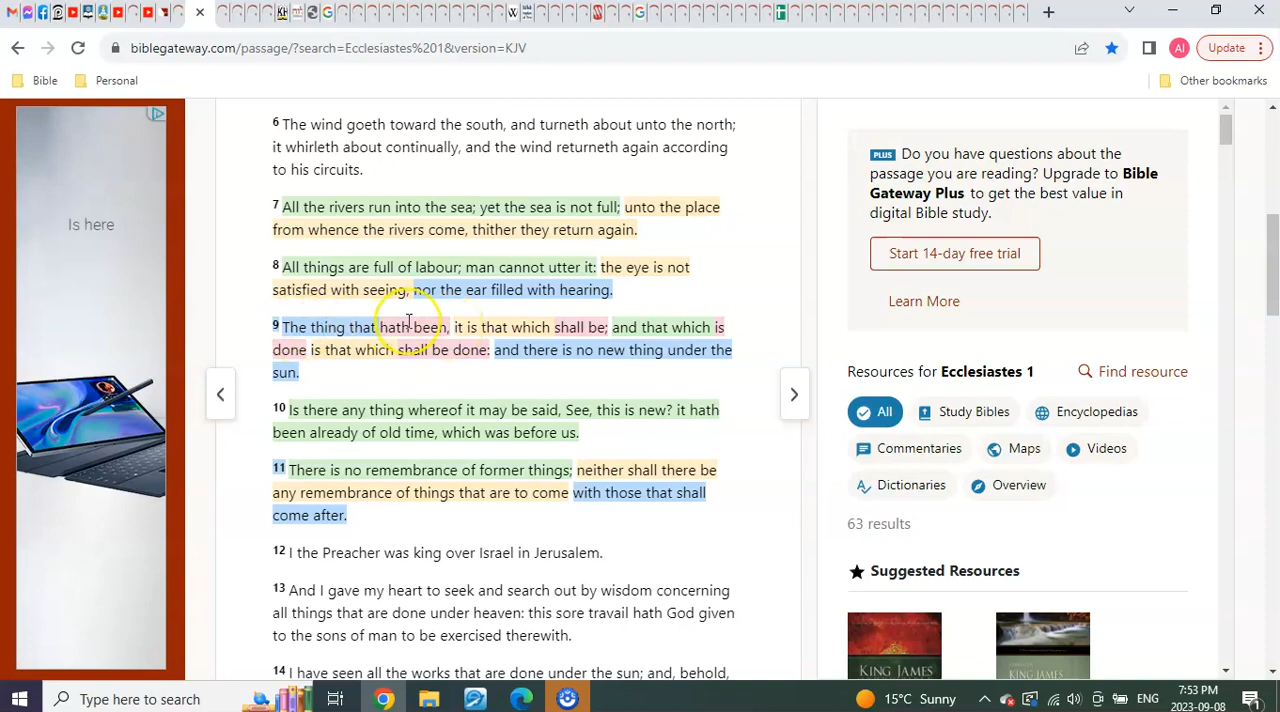 biblegateway.com/passage/?search=Ecclesiastes%201&version=KJV
AI
Update
Bible
Personal
Other bookmarks
Is here
6 The wind goeth toward the south, and turneth about unto the north;
it whirleth about continually, and the wind returneth again according
to his circuits.
7 All the rivers run into the sea; yet the sea is not full; unto the place
from whence the rivers come, thither they return again.
8 All things are full of labour; man cannot utter it: the eye is not
satisfied with seeing, nor the ear filled with hearing.
9 The thing that hath been, it is that which shall be; and that which is
done is that which shall be done: and there is no new thing under the
sun.
10 Is there any thing whereof it may be said, See, this is new? it hath
been already of old time, which was before us.
11 There is no remembrance of former things; neither shall there be
any remembrance of things that are to come with those that shall
come after.
12 I the Preacher was king over Israel in Jerusalem.
13 And I gave my heart to seek and search out by wisdom concerning
all things that are done under heaven: this sore travail hath God given
to the sons of man to be exercised therewith.
14 I have seen all the works that are done under the sun; and, behold,
PLUS Do you have questions about the
passage you are reading? Upgrade to Bible
Gateway Plus to get the best value in
digital Bible study.
Start 14-day free trial
Learn More
Resources for Ecclesiastes 1
Find resource
All
Study Bibles
Encyclopedias
Commentaries
Maps
Videos
Dictionaries
Overview
63 results
Suggested Resources
KING JAMES
KING JAMES
Type here to search
15°C Sunny
ENG
7:53 PM
2023-09-08
1